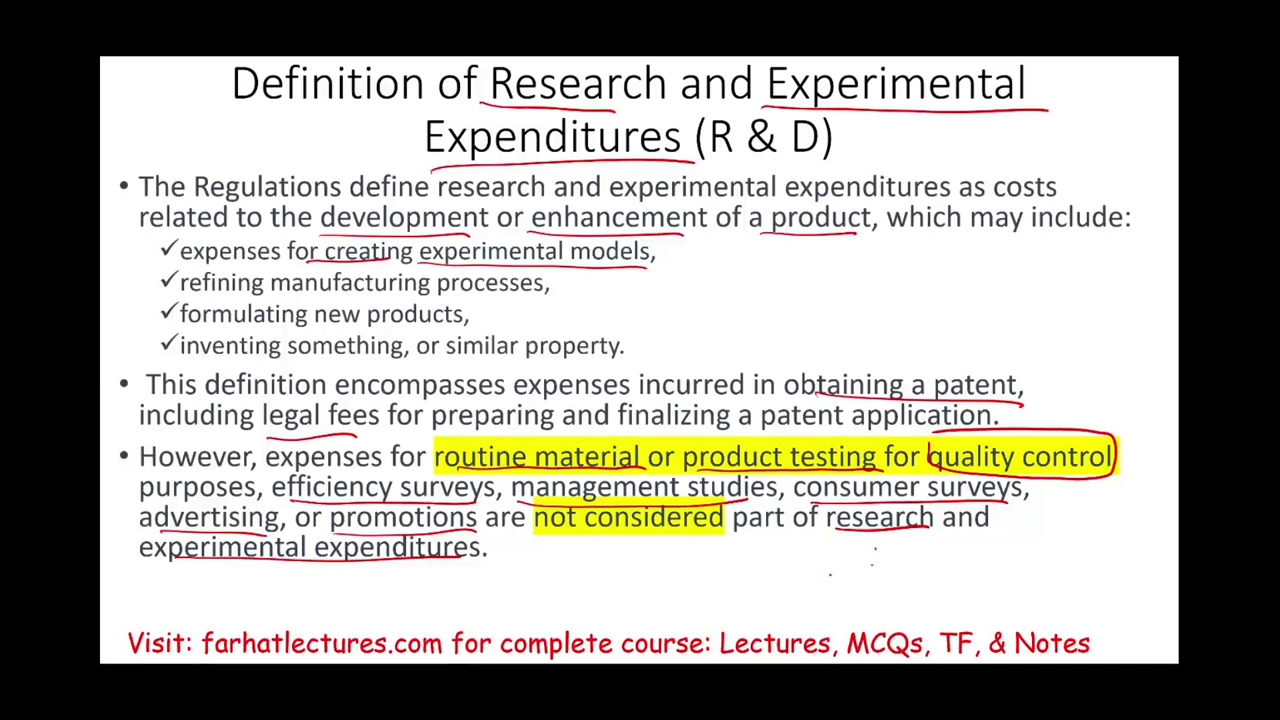 Definition of Research and Experimental
Expenditures (R & D)
• The Regulations define research and experimental expenditures as costs
related to the development or enhancement of a product, which may include:
✓expenses for creating experimental models,
✓refining manufacturing processes,
✓formulating new products,
✓inventing something, or similar property.
• This definition encompasses expenses incurred in obtaining a patent,
including legal fees for preparing and finalizing a patent application.
• However, expenses for routine material or product testing for quality control
purposes, efficiency surveys, management studies, consumer surveys,
advertising, or promotions are not considered part of research and
experimental expenditures.
Visit: farhatlectures.com for complete course: Lectures, MCQs, TF, & Notes